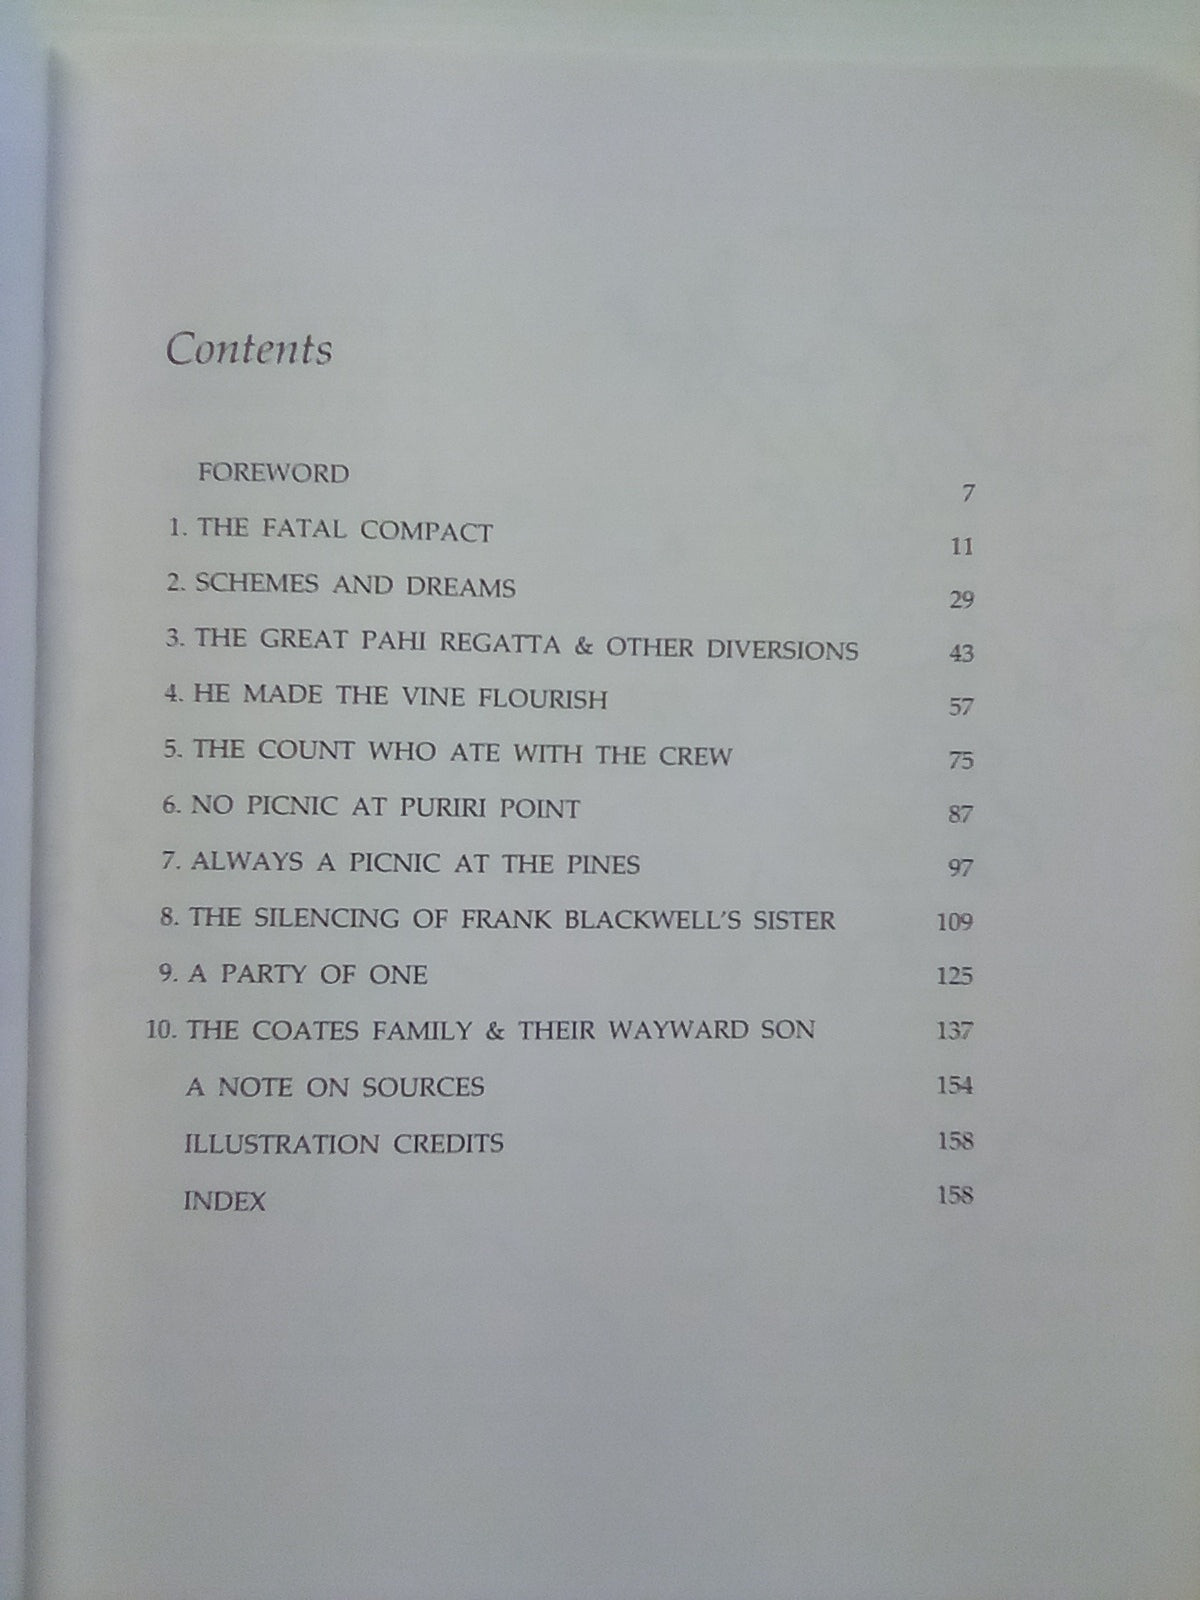 Contents
FOREWORD 7
1. THE FATAL COMPACT 11
2. SCHEMES AND DREAMS 29
3. THE GREAT PAHI REGATTA & OTHER DIVERSIONS 43
4. HE MADE THE VINE FLOURISH 57
5. THE COUNT WHO ATE WITH THE CREW 75
6. NO PICNIC AT PURIRI POINT 87
7. ALWAYS A PICNIC AT THE PINES 97
8. THE SILENCING OF FRANK BLACKWELL'S SISTER 109
9. A PARTY OF ONE 125
10. THE COATES FAMILY & THEIR WAYWARD SON 137
A NOTE ON SOURCES 154
ILLUSTRATION CREDITS 158
INDEX 158